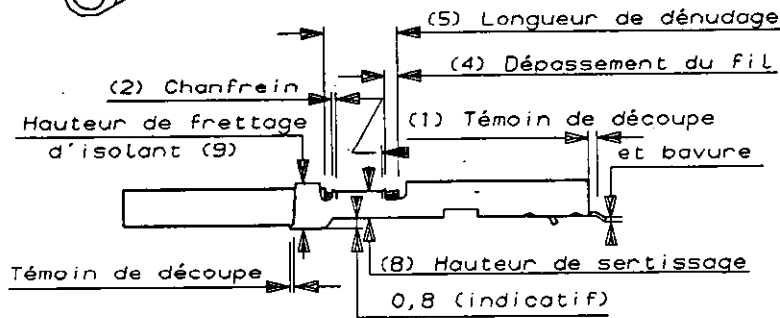 (5) Longueur de dénudage
(4) Dépassement du fil
(2) Chanfrein
Hauteur de frettage
d'isolant (9)
(1) Témoin de découpe
et bavure
Témoin de découpe
(8) Hauteur de sertissage
0,8 (indicatif)